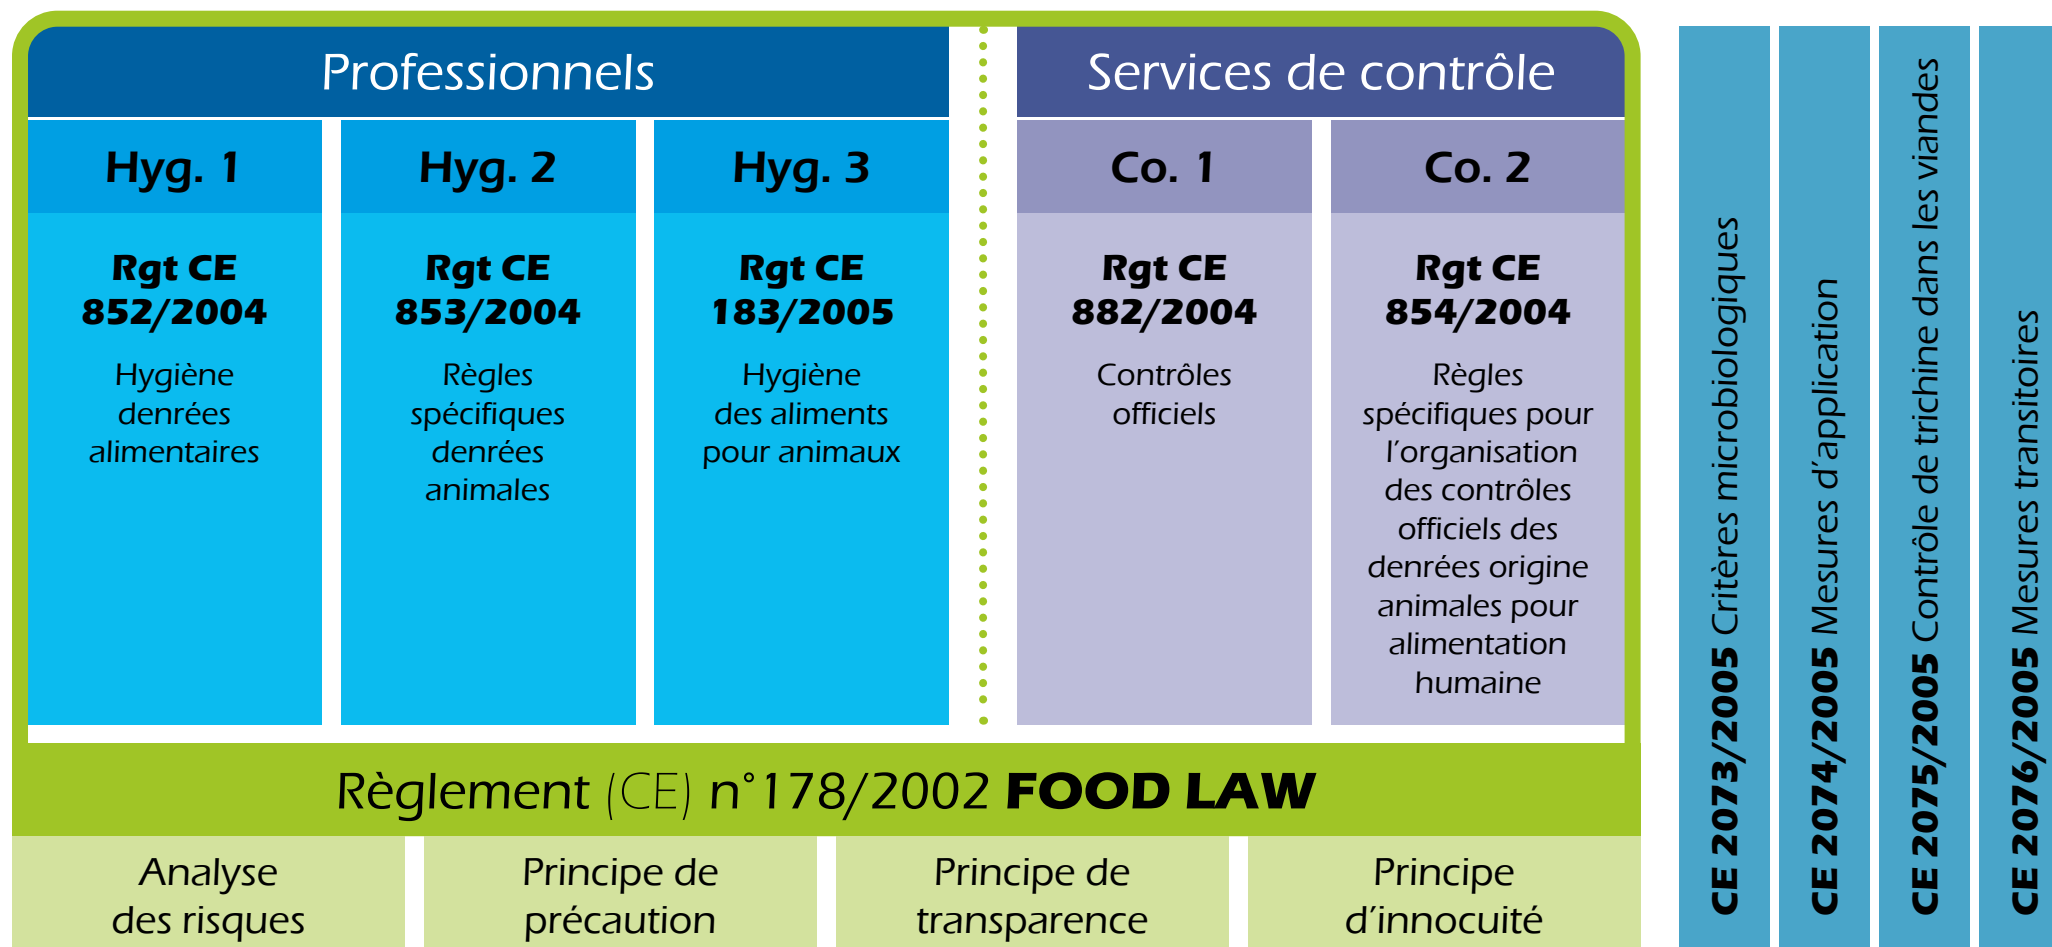 Professionnels
Hyg. 1
Rgt CE
852/2004
Hygiène
denrées
alimentaires
Hyg. 2
Rgt CE
853/2004
Règles
spécifiques
denrées
animales
Hyg. 3
Rgt CE
183/2005
Hygiène
des aliments
pour animaux
Services de contrôle
Co. 1
Rgt CE
882/2004
Contrôles
officiels
Co. 2
Rgt CE
854/2004
Règles
spécifiques pour
l'organisation
des contrôles
officiels des
denrées origine
animales pour
alimentation
humaine
Règlement (CE) n°178/2002 FOOD LAW
Analyse
des risques
Principe de
précaution
Principe de
transparence
Principe
d'innocuité
CE 2073/2005 Critères microbiologiques
CE 2074/2005 Mesures d'application
CE 2075/2005 Contrôle de trichine dans les viandes
CE 2076/2005 Mesures transitoires